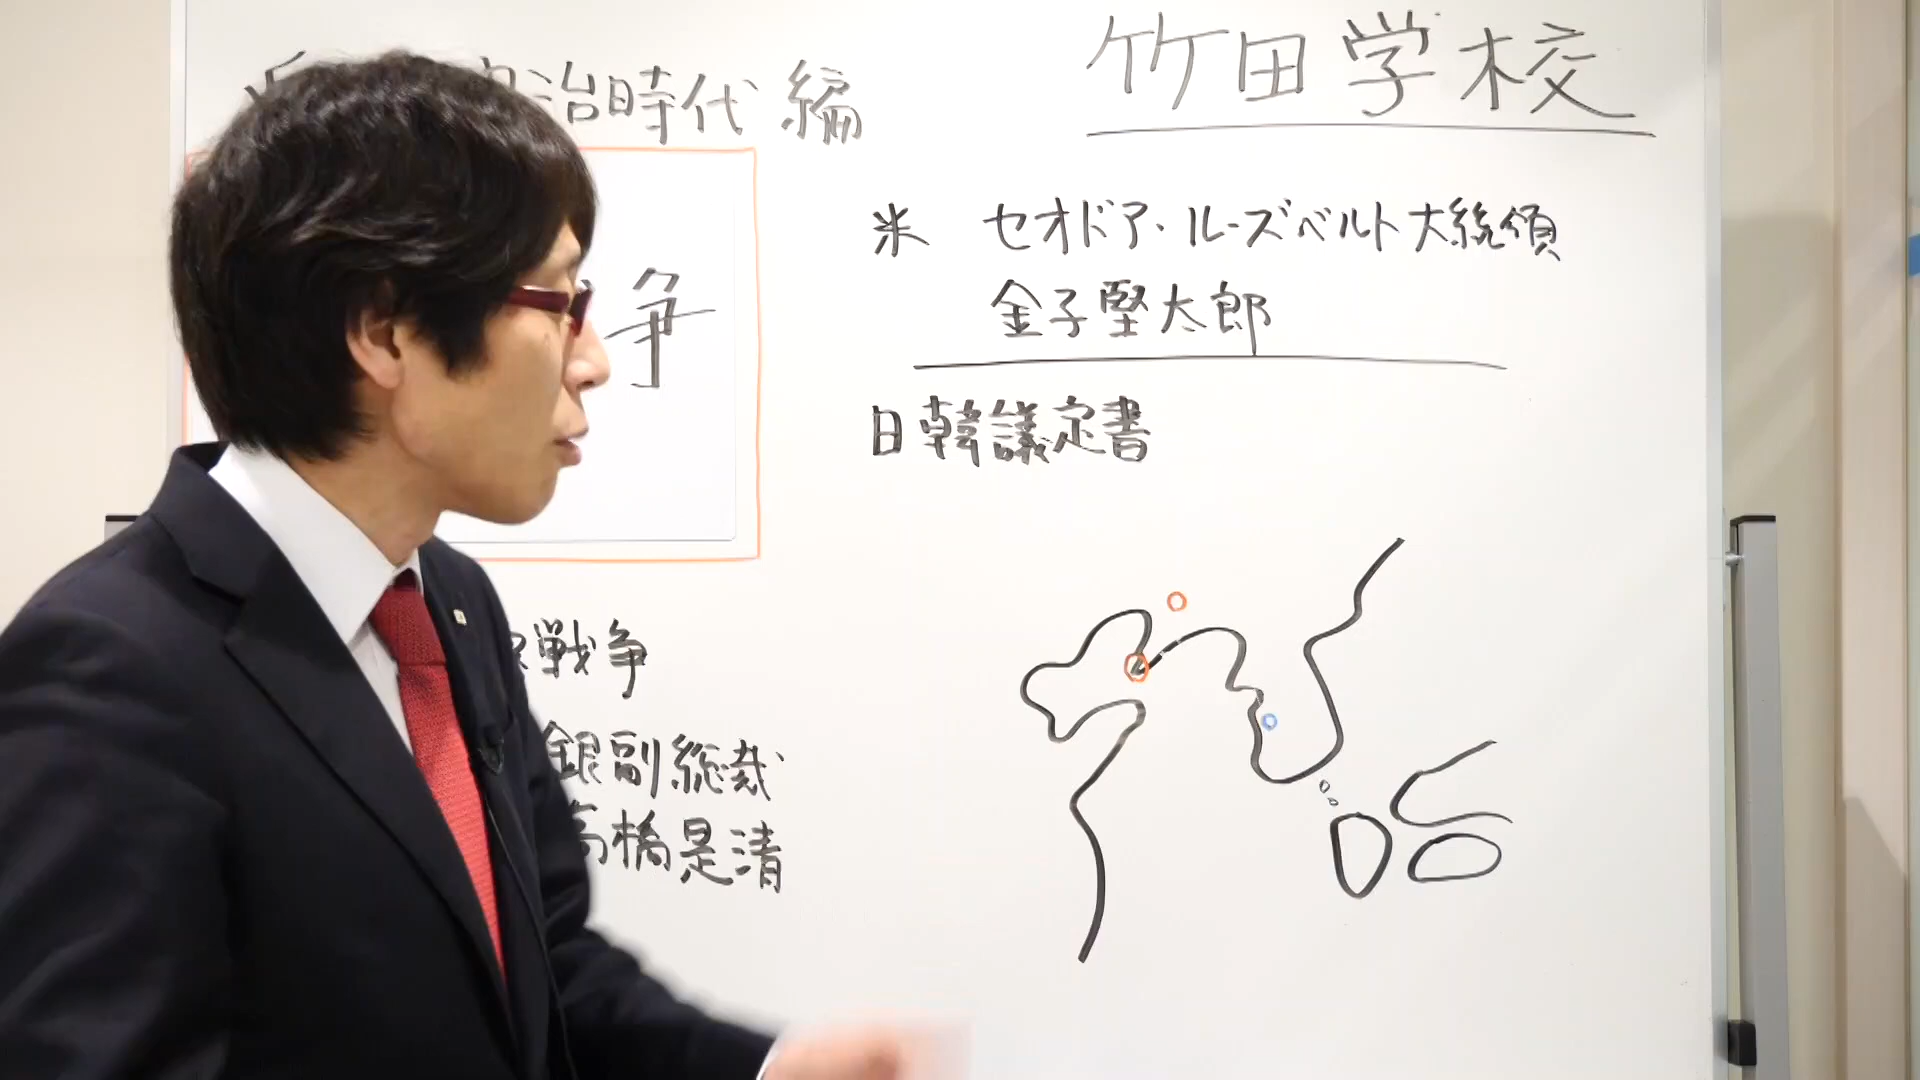 治時代 編
竹田学校
争
米 セオドア・ルーズベルト大統領
金子堅太郎
日韓議定書
戦争
銀副総裁
高橋是清